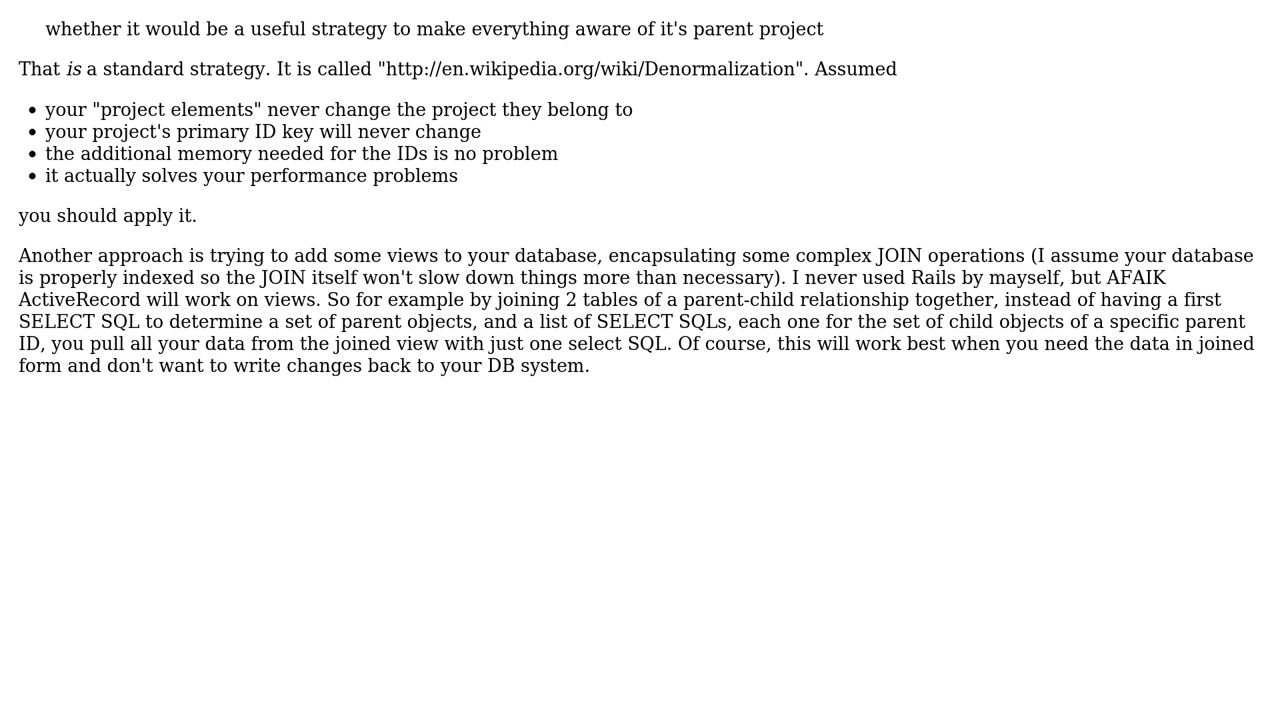 whether it would be a useful strategy to make everything aware of it's parent project
That is a standard strategy. It is called "http://en.wikipedia.org/wiki/Denormalization". Assumed
• your "project elements" never change the project they belong to
• your project's primary ID key will never change
• the additional memory needed for the IDs is no problem
• it actually solves your performance problems
you should apply it.
Another approach is trying to add some views to your database, encapsulating some complex JOIN operations (I assume your database
is properly indexed so the JOIN itself won't slow down things more than necessary). I never used Rails by mayself, but AFAIK
ActiveRecord will work on views. So for example by joining 2 tables of a parent-child relationship together, instead of having a first
SELECT SQL to determine a set of parent objects, and a list of SELECT SQLs, each one for the set of child objects of a specific parent
ID, you pull all your data from the joined view with just one select SQL. Of course, this will work best when you need the data in joined
form and don't want to write changes back to your DB system.